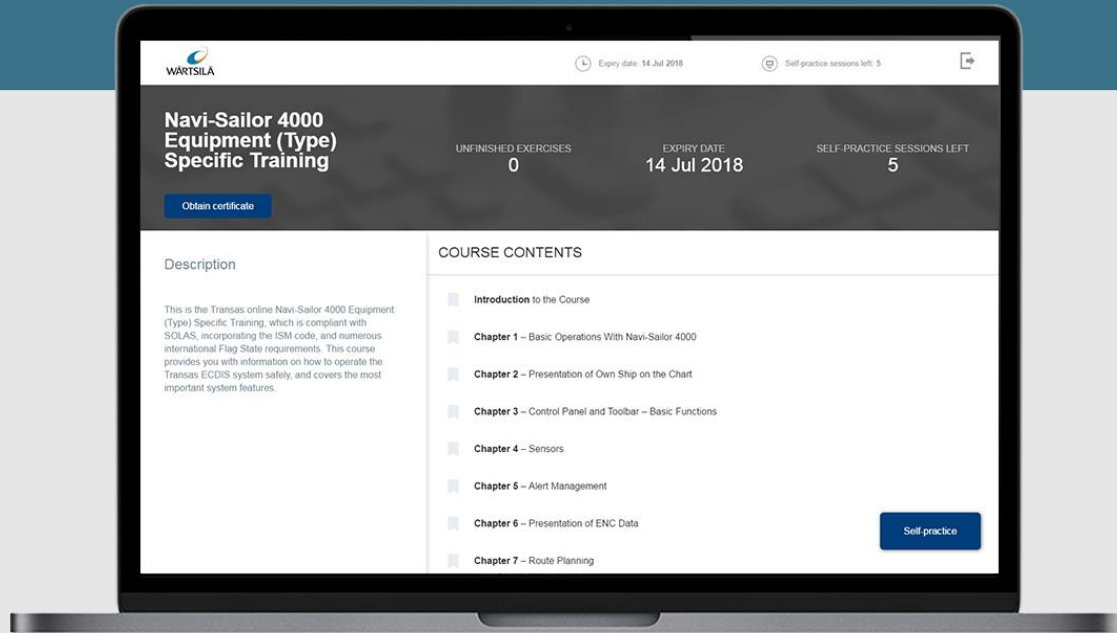 WÄRTSILÄ
Expiry date: 14 Jul 2018
Self-practice sessions left: 5
Navi-Sailor 4000
Equipment (Type)
Specific Training
UNFINISHED EXERCISES
0
EXPIRY DATE
14 Jul 2018
SELF-PRACTICE SESSIONS LEFT
5
Obtain certificate
Description
This is the Transas online Navi-Sailor 4000 Equipment
(Type) Specific Training, which is compliant with
SOLAS, incorporating the ISM code, and numerous
international Flag State requirements. This course
provides you with information on how to operate the
Transas ECDIS system safely, and covers the most
important system features.
COURSE CONTENTS
Introduction to the Course
Chapter 1 – Basic Operations With Navi-Sailor 4000
Chapter 2 – Presentation of Own Ship on the Chart
Chapter 3 – Control Panel and Toolbar – Basic Functions
Chapter 4 – Sensors
Chapter 5 – Alert Management
Chapter 6 – Presentation of ENC Data
Chapter 7 – Route Planning
Self-practice